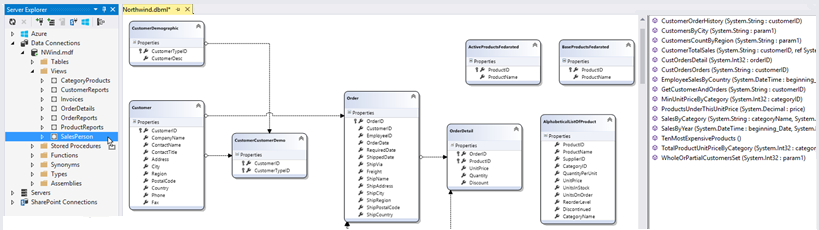 Server Explorer
Azure
Data Connections
NWind.mdf
Tables
Views
CategoryProducts
CustomerReports
Invoices
OrderDetails
OrderReports
ProductReports
SalesPerson
Stored Procedures
Functions
Synonyms
Types
Assemblies
Servers
SharePoint Connections
Northwind.dbml*
CustomerDemographic
Properties
CustomerTypeID
CustomerDesc
Customer
Properties
CustomerID
CompanyName
ContactName
ContactTitle
Address
City
Region
PostalCode
Country
Phone
Fax
CustomerCustomerDemo
Properties
CustomerID
CustomerTypeID
Order
Properties
OrderID
CustomerID
EmployeeID
OrderDate
RequiredDate
ShippedDate
ShipVia
Freight
ShipName
ShipAddress
ShipCity
ShipRegion
ShipPostalCode
ShipCountry
OrderDetail
Properties
OrderID
ProductID
UnitPrice
Quantity
Discount
ActiveProductsFedarated
Properties
ProductID
ProductName
BaseProductsFedarated
Properties
ProductID
ProductName
AlphabeticalListOfProduct
Properties
ProductID
ProductName
SupplierID
CategoryID
QuantityPerUnit
UnitPrice
UnitsInStock
UnitsOnOrder
ReorderLevel
Discontinued
CategoryName
CustomerOrderHistory (System.String : customerID)
CustomersByCity (System.String : param1)
CustomersCountByRegion (System.String : param1)
CustomerTotalSales (System.String : customerID, ref System
CustOrdersDetail (System.Int32 : orderID)
CustOrdersOrders (System.String : customerID)
EmployeeSalesByCountry (System.DateTime : beginning_
GetCustomerAndOrders (System.String : customerID)
MinUnitPriceByCategory (System.Int32 : categoryID)
ProductsUnderThisUnitPrice (System.Decimal : price)
SalesByCategory (System.String : categoryName, System.
SalesByYear (System.DateTime : beginning_Date, System.
TenMostExpensiveProducts ()
TotalProductUnitPriceByCategory (System.Int32 : category
WholeOrPartialCustomersSet (System.Int32 : param1)